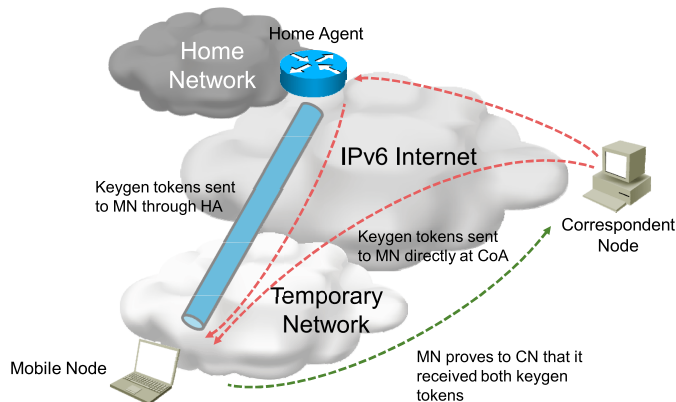 Home Agent
Home
Network
IPv6 Internet
Keygen tokens sent
to MN through HA
Correspondent
Node
Keygen tokens sent
to MN directly at CoA
Temporary
Network
Mobile Node
MN proves to CN that it
received both keygen
tokens